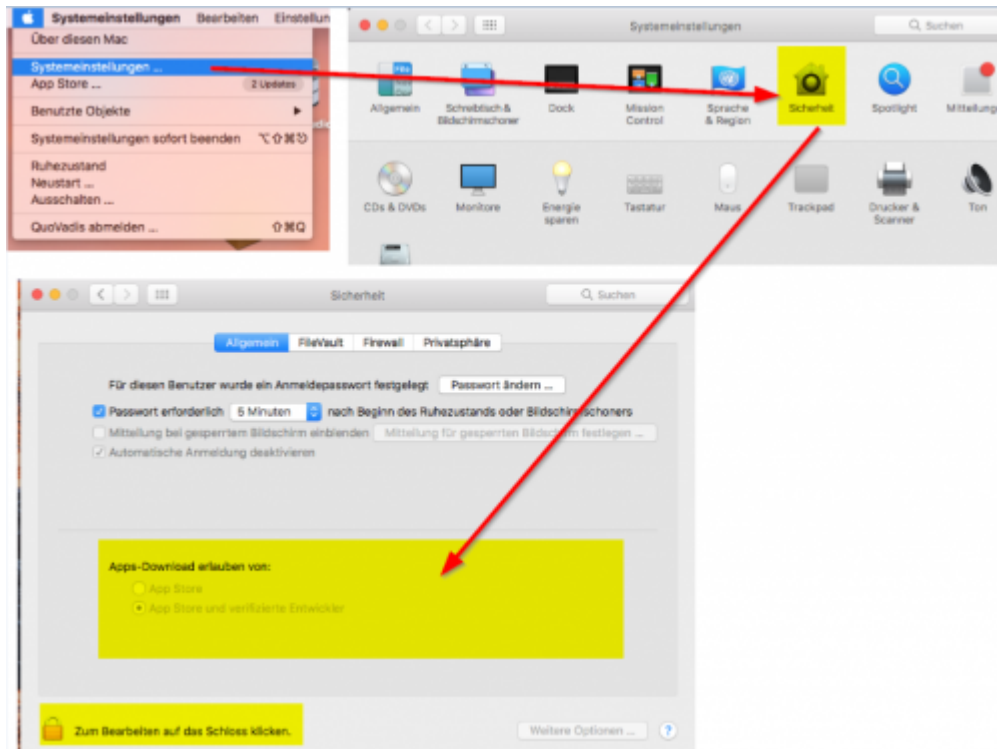 Systemeinstellungen Bearbeiten Einstellun
Über diesen Mac
Systemeinstellungen ...
App Store ... 2 Updates
Benutzte Objekte
Systemeinstellungen sofort beenden ⌥⇧⌘⎋
Ruhezustand
Neustart ...
Ausschalten ...
QuoVadis abmelden ... ⇧⌘Q
Systemeinstellungen
Suchen
Allgemein
Schreibtisch &
Bildschirmschoner
Dock
Mission
Control
Sprache
& Region
Sicherheit
Spotlight
Mitteilung
CDs & DVDs
Monitore
Energie
sparen
Tastatur
Maus
Trackpad
Drucker &
Scanner
Ton
Sicherheit
Suchen
Allgemein FileVault Firewall Privatsphäre
Für diesen Benutzer wurde ein Anmeldepasswort festgelegt Passwort ändern ...
Passwort erforderlich 5 Minuten nach Beginn des Ruhezustands oder Bildschirmschoners
Mitteilung bei gesperrtem Bildschirm einblenden Mitteilung für gesperrten Bildschirm festlegen ...
Automatische Anmeldung deaktivieren
Apps-Download erlauben von:
App Store
App Store und verifizierte Entwickler
Zum Bearbeiten auf das Schloss klicken.
Weitere Optionen ... ?